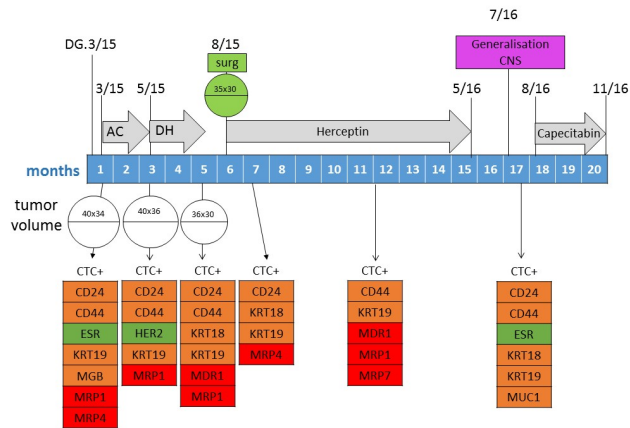 7/16
DG.3/15
8/15
surg
Generalisation
CNS
3/15
5/15
35x30
5/16
8/16
11/16
AC
DH
Herceptin
Capecitabin
months
1 2 3 4 5 6 7 8 9 10 11 12 13 14 15 16 17 18 19 20
tumor
volume
40x34
40x36
36x30
CTC+
CD24
CD44
ESR
KRT19
MGB
MRP1
MRP4
CTC+
CD24
CD44
HER2
KRT19
MRP1
CTC+
CD24
CD44
KRT18
KRT19
MDR1
MRP1
CTC+
CD24
KRT18
KRT19
MRP4
CTC+
CD44
KRT19
MDR1
MRP1
MRP7
CTC+
CD24
CD44
ESR
KRT18
KRT19
MUC1